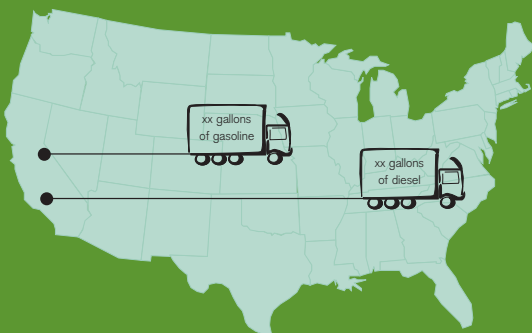 xx gallons
of gasoline
xx gallons
of diesel